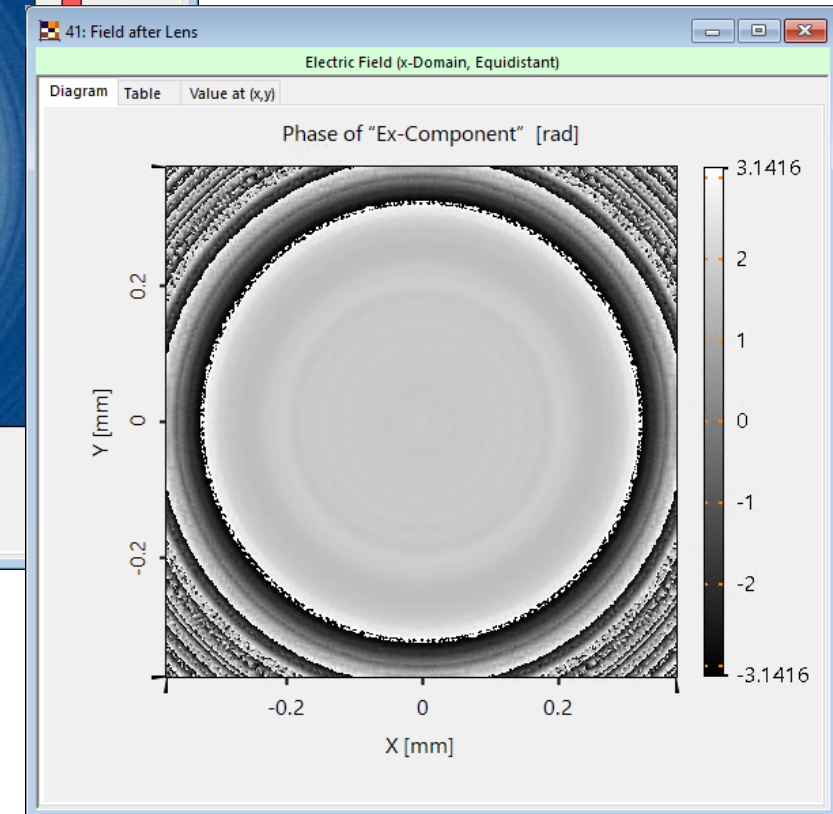 41: Field after Lens
Electric Field (x-Domain, Equidistant)
Diagram Table Value at (x,y)
Phase of “Ex-Component” [rad]
3.1416
2
1
0
-1
-2
-3.1416
Y [mm]
0.2
0
-0.2
-0.2 0 0.2
X [mm]